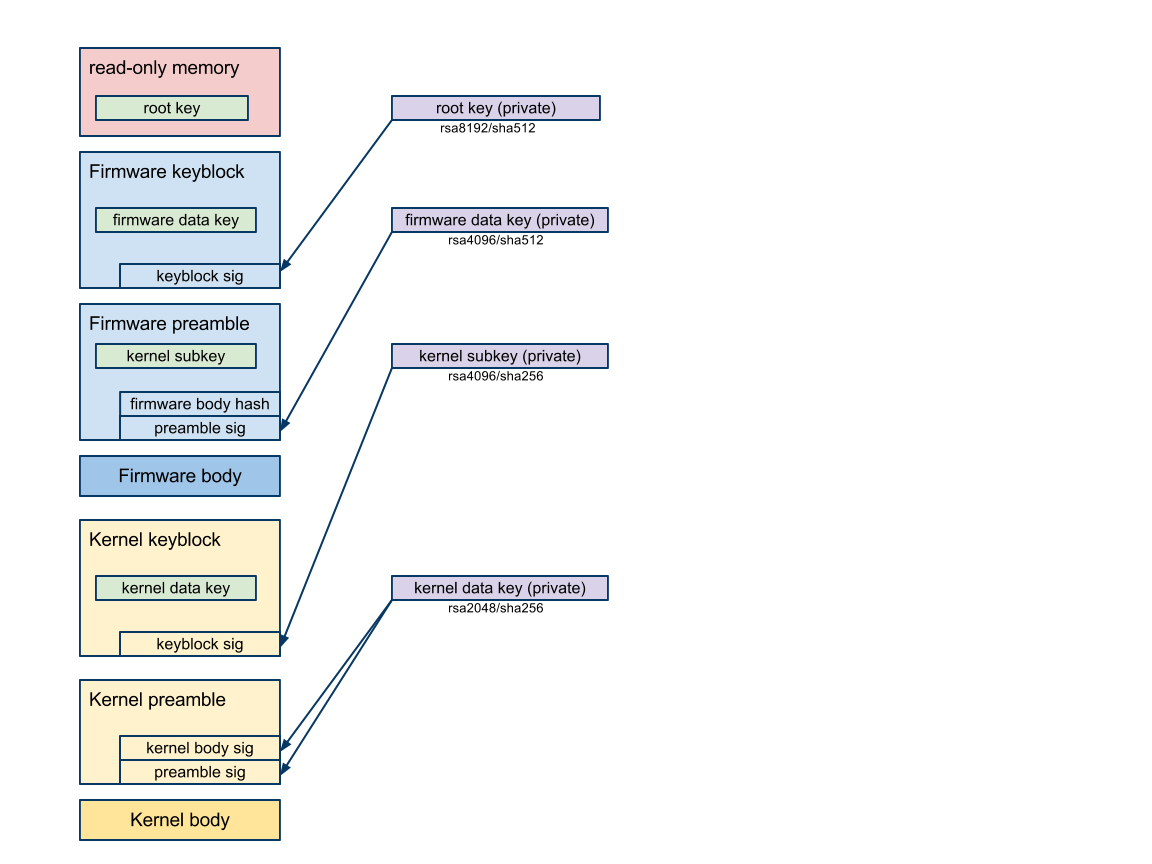 read-only memory
root key
root key (private)
rsa8192/sha512
Firmware keyblock
firmware data key
firmware data key (private)
rsa4096/sha512
keyblock sig
Firmware preamble
kernel subkey
kernel subkey (private)
rsa4096/sha256
firmware body hash
preamble sig
Firmware body
Kernel keyblock
kernel data key
kernel data key (private)
rsa2048/sha256
keyblock sig
Kernel preamble
kernel body sig
preamble sig
Kernel body